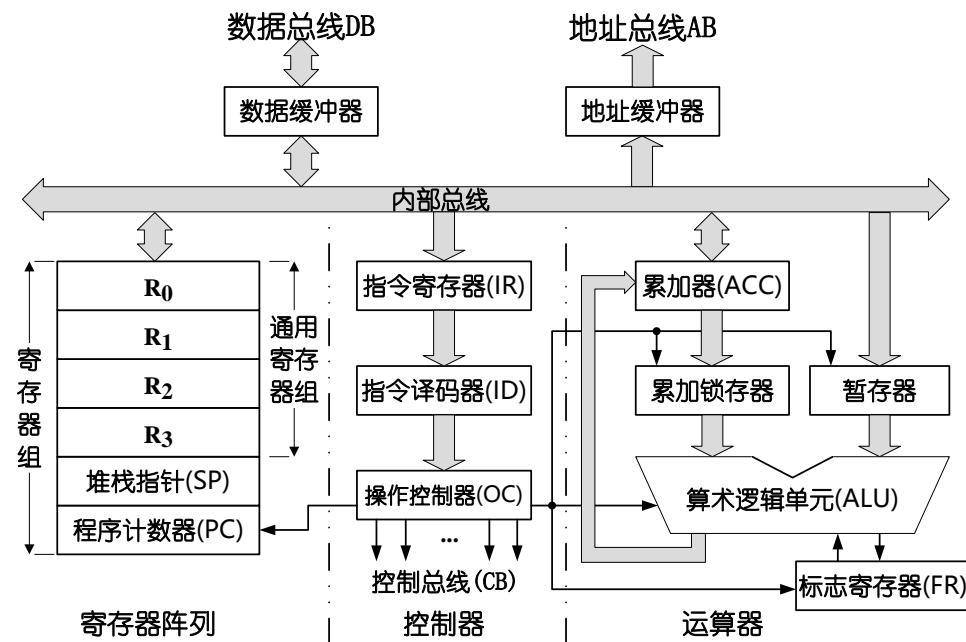 数据总线DB
地址总线AB
数据缓冲器
地址缓冲器
内部总线
R0
R1
R2
R3
堆栈指针(SP)
程序计数器(PC)
寄存器组
通用寄存器组
指令寄存器(IR)
指令译码器(ID)
操作控制器(OC)
...
控制总线(CB)
累加器(ACC)
累加锁存器
暂存器
算术逻辑单元(ALU)
标志寄存器(FR)
寄存器阵列
控制器
运算器